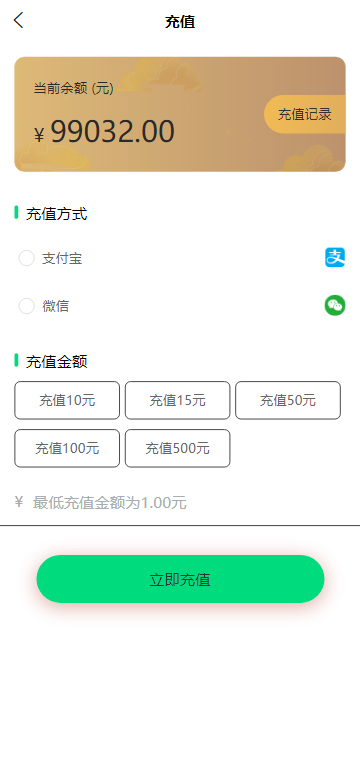 充值
当前余额 (元)
¥ 99032.00
充值记录
充值方式
支付宝
微信
充值金额
充值10元 充值15元 充值50元
充值100元 充值500元
¥ 最低充值金额为1.00元
立即充值